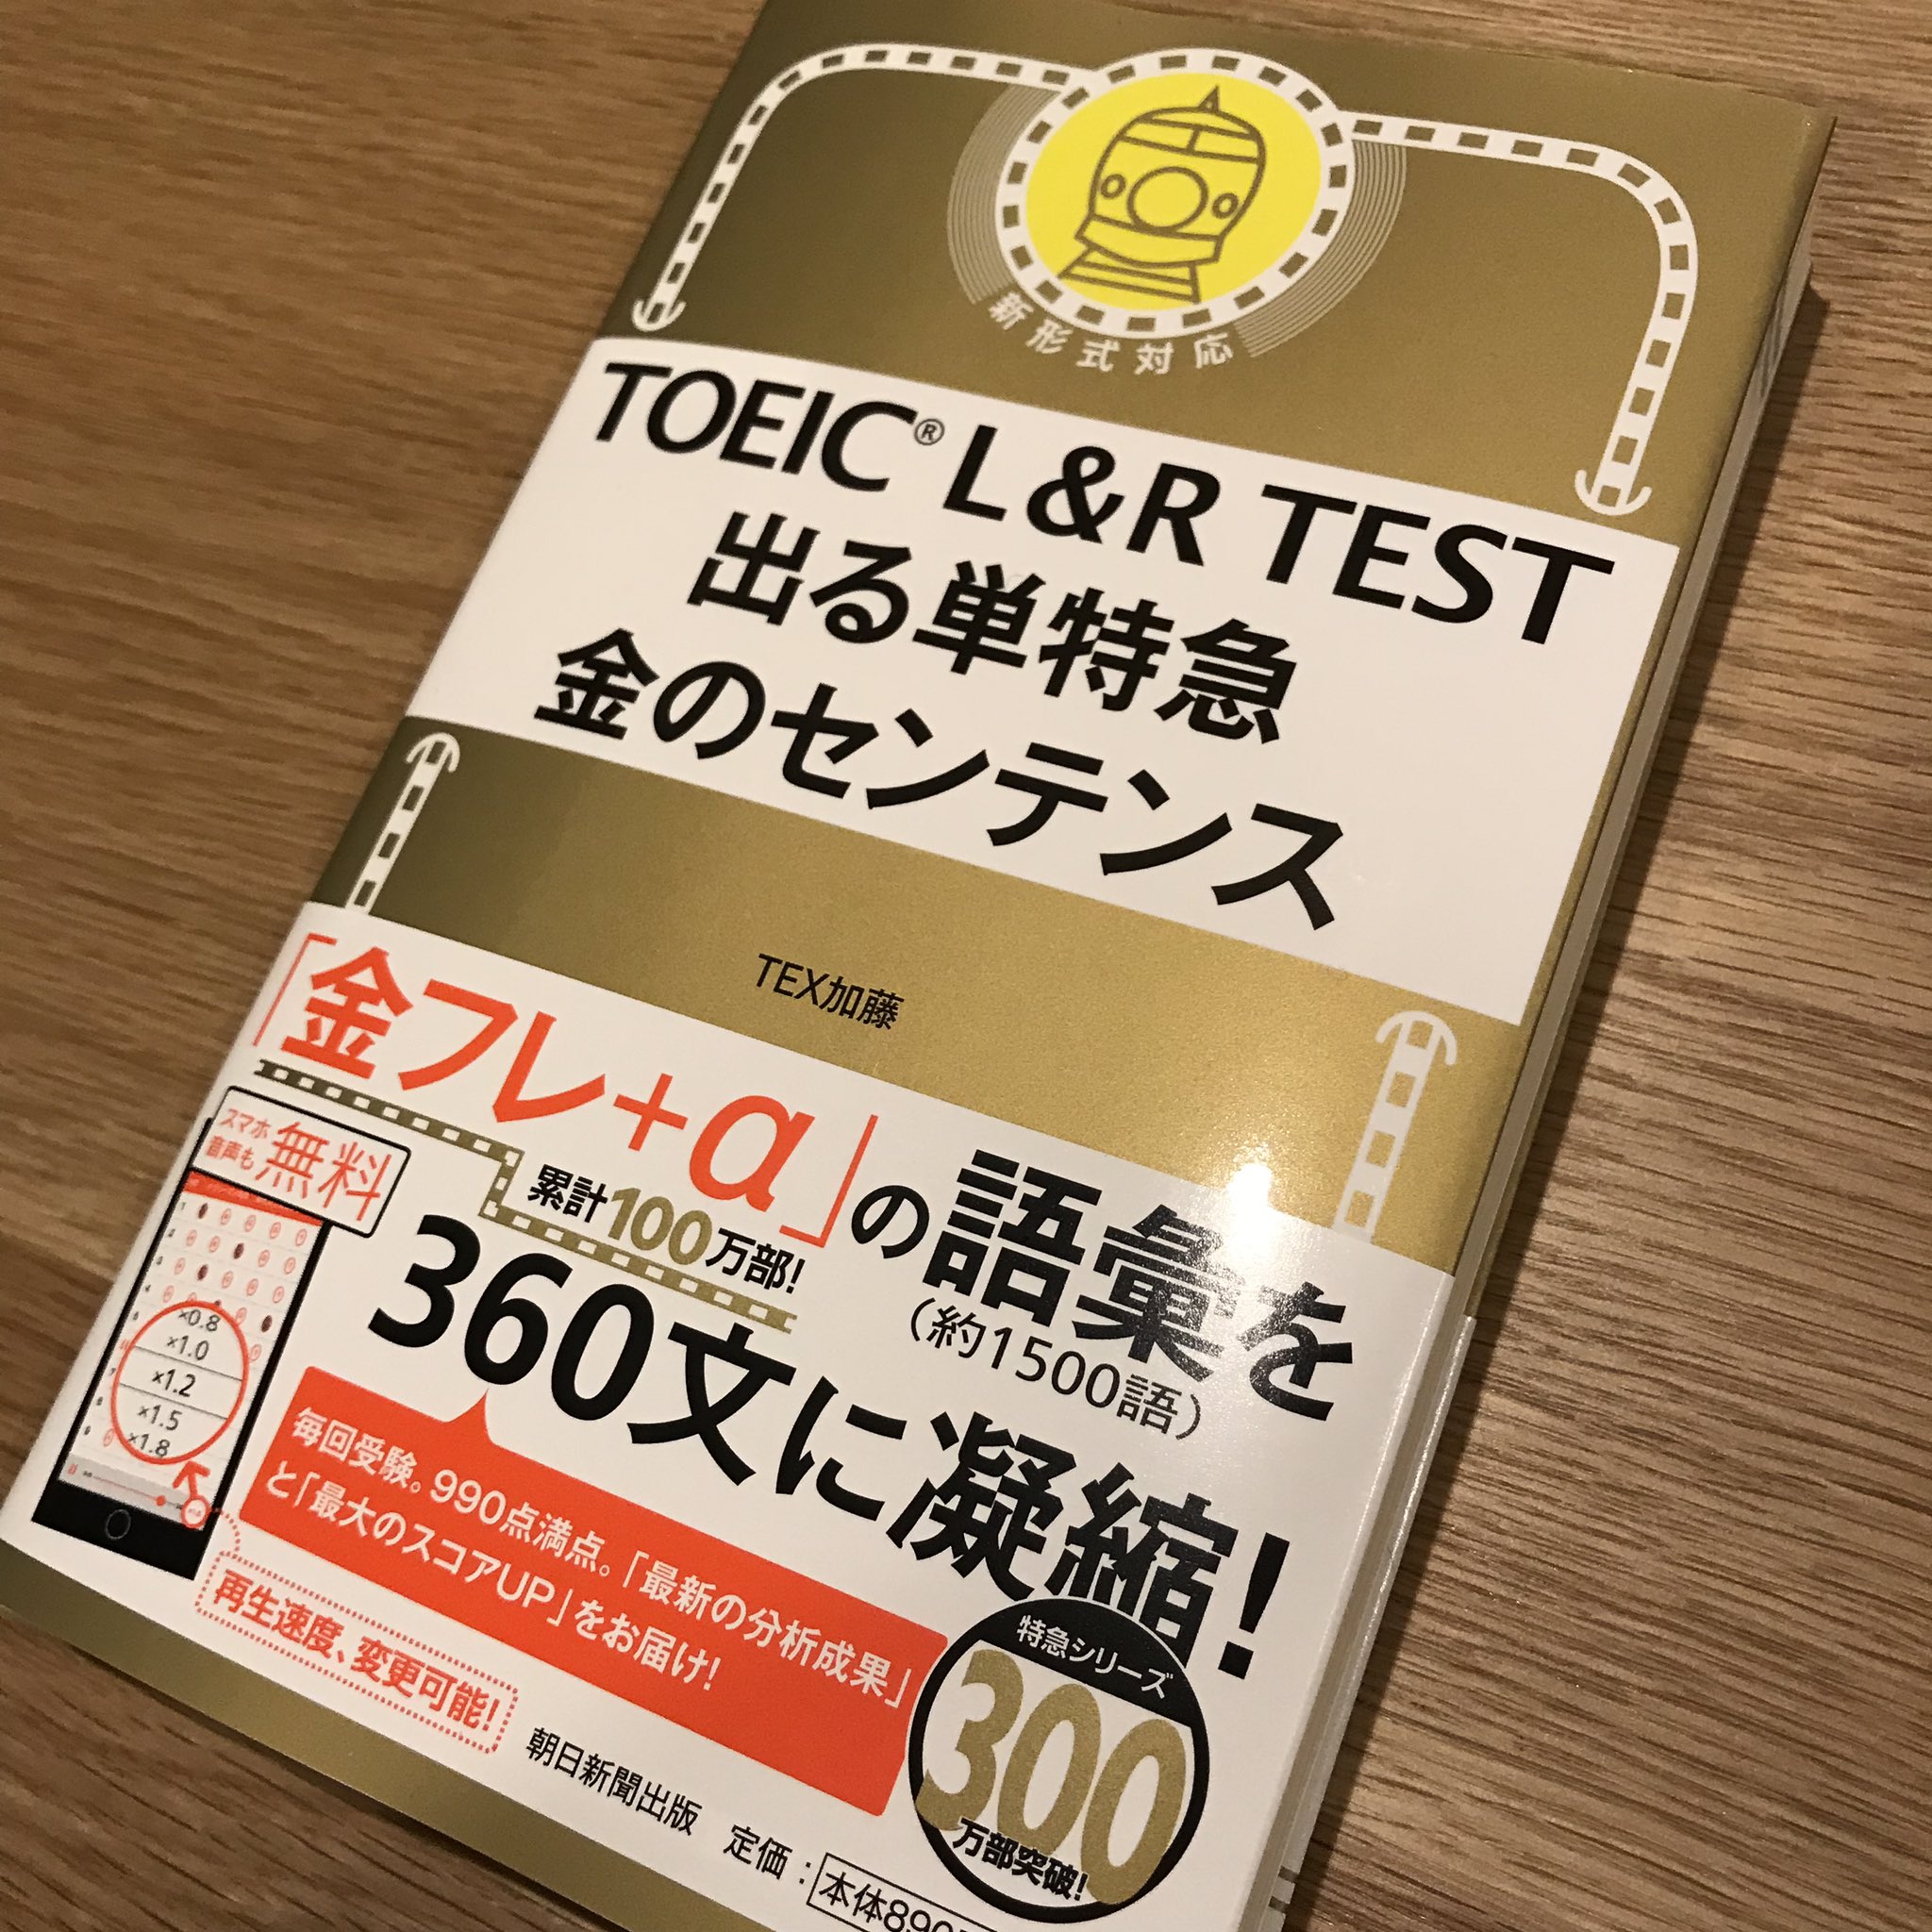 新形式対応
TOEIC® L&R TEST
出る単特急
金のセンテンス
TEX加藤
「金フレ+α」の語彙を
(約1500語)
累計100万部!
360文に凝縮!
スマホ
音声も無料
×0.8
×1.0
×1.2
×1.5
×1.8
毎回受験。990点満点。「最新の分析成果」
と「最大のスコアUP」をお届け!
再生速度、変更可能!
特急シリーズ
300
万部突破!
朝日新聞出版 定価:本体890